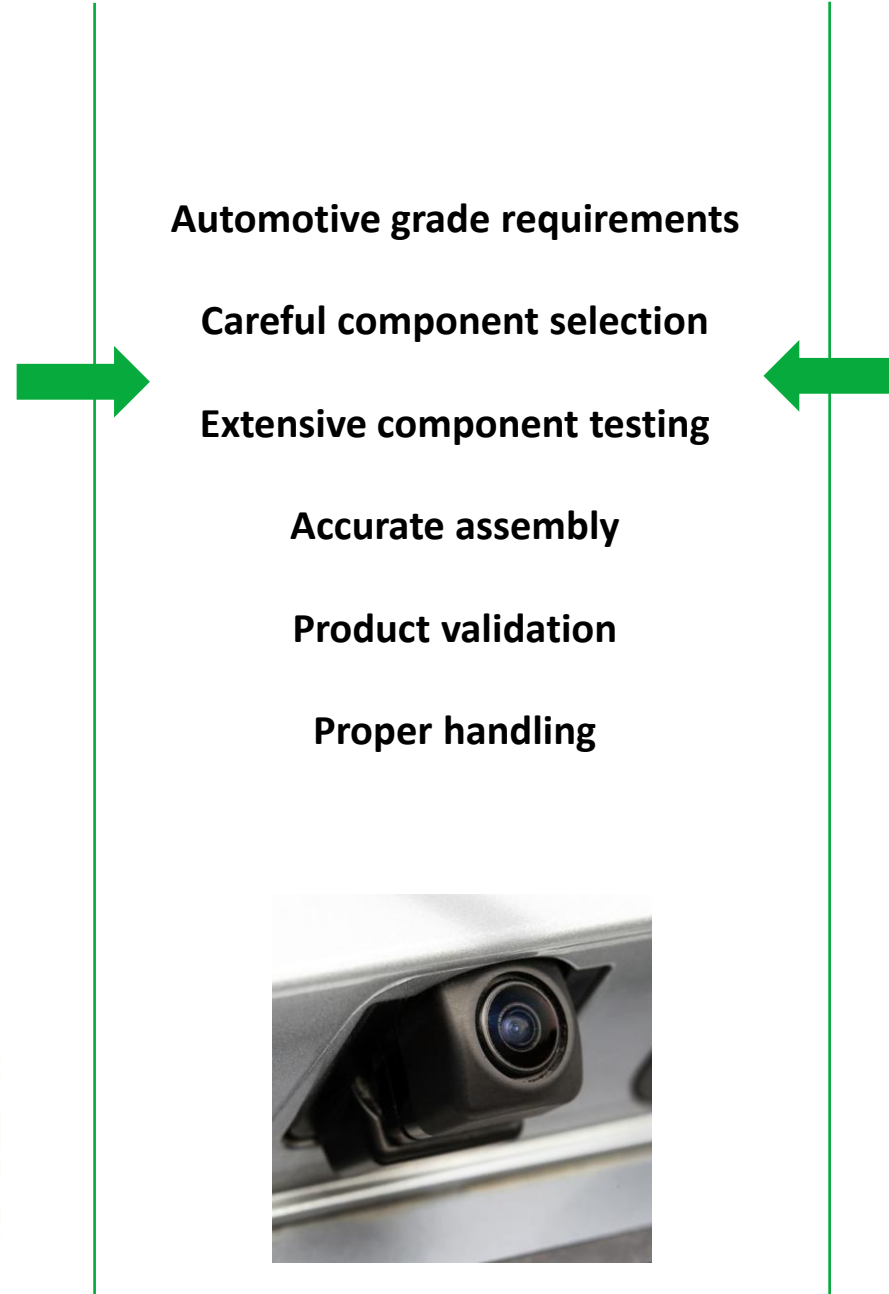 Automotive grade requirements
Careful component selection
Extensive component testing
Accurate assembly
Product validation
Proper handling